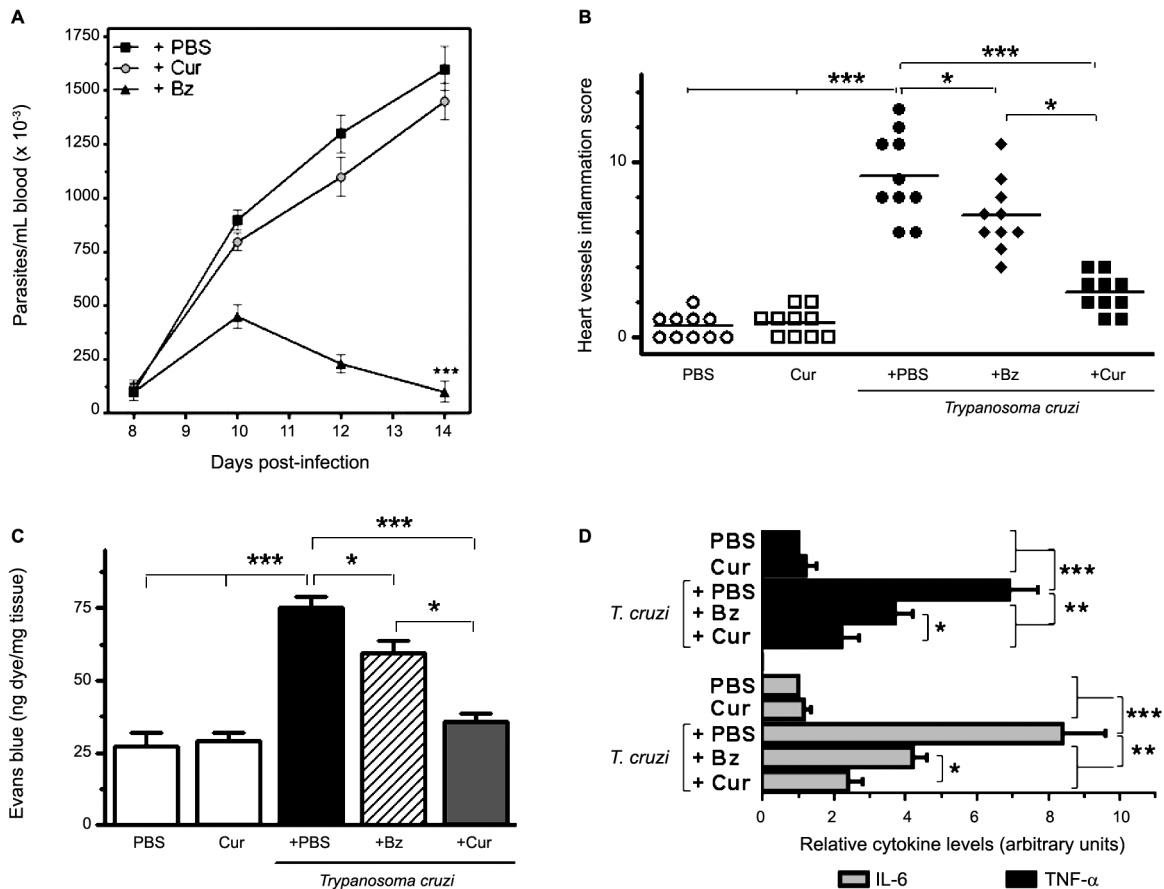 A
1750
1500
1250
1000
750
500
250
0
Parasites/mL blood (x 10⁻³)
+ PBS
+ Cur
+ Bz
***
8 9 10 11 12 13 14
Days post-infection
B
Heart vessels inflammation score
10
0
*** *** * *
PBS Cur +PBS +Bz +Cur
Trypanosoma cruzi
C
Evans blue (ng dye/mg tissue)
75
50
25
0
***
*** *
*
PBS Cur +PBS +Bz +Cur
Trypanosoma cruzi
D
PBS
Cur
+ PBS
T. cruzi + Bz
+ Cur
***
**
*
PBS
Cur
+ PBS
T. cruzi + Bz
+ Cur
***
**
*
0 2 4 6 8 10
Relative cytokine levels (arbitrary units)
IL-6 TNF-α